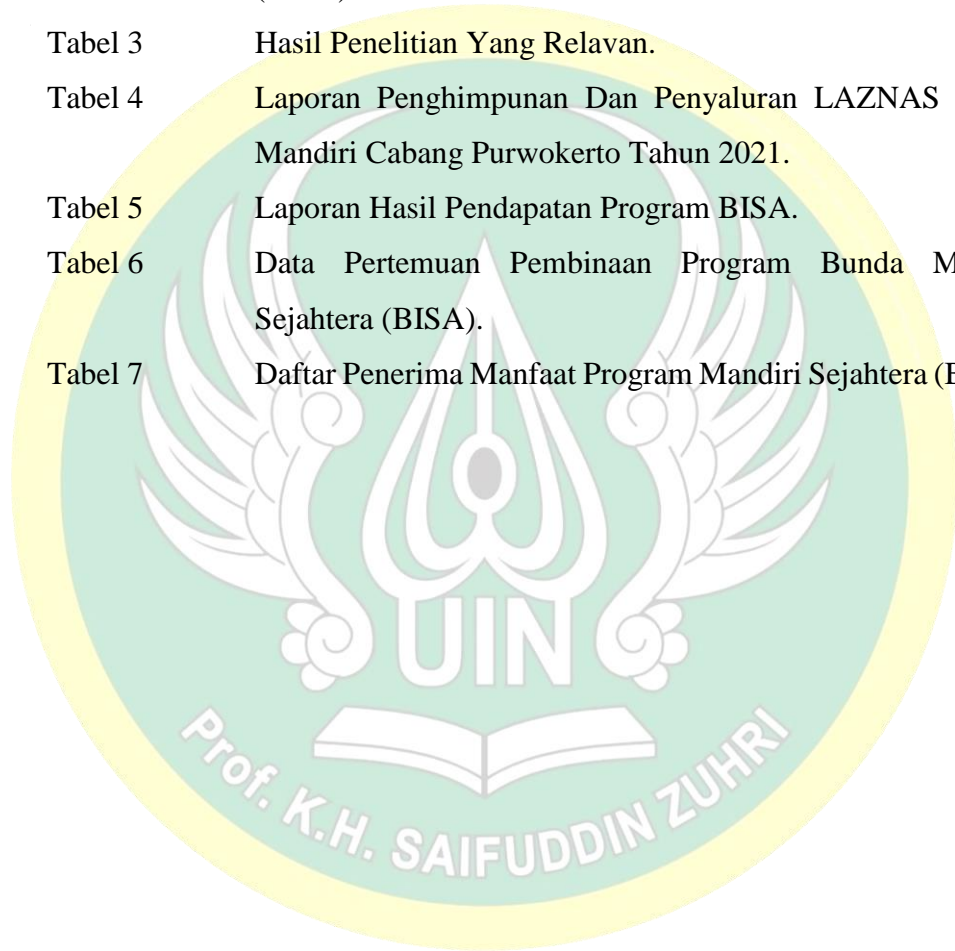 Tabel 3 Hasil Penelitian Yang Relavan.
Tabel 4 Laporan Penghimpunan Dan Penyaluran LAZNAS
Mandiri Cabang Purwokerto Tahun 2021.
Tabel 5 Laporan Hasil Pendapatan Program BISA.
Tabel 6 Data Pertemuan Pembinaan Program Bunda
Sejahtera (BISA).
Tabel 7 Daftar Penerima Manfaat Program Mandiri Sejahtera
UIN
Prof. K.H. SAIFUDDIN ZUHRI